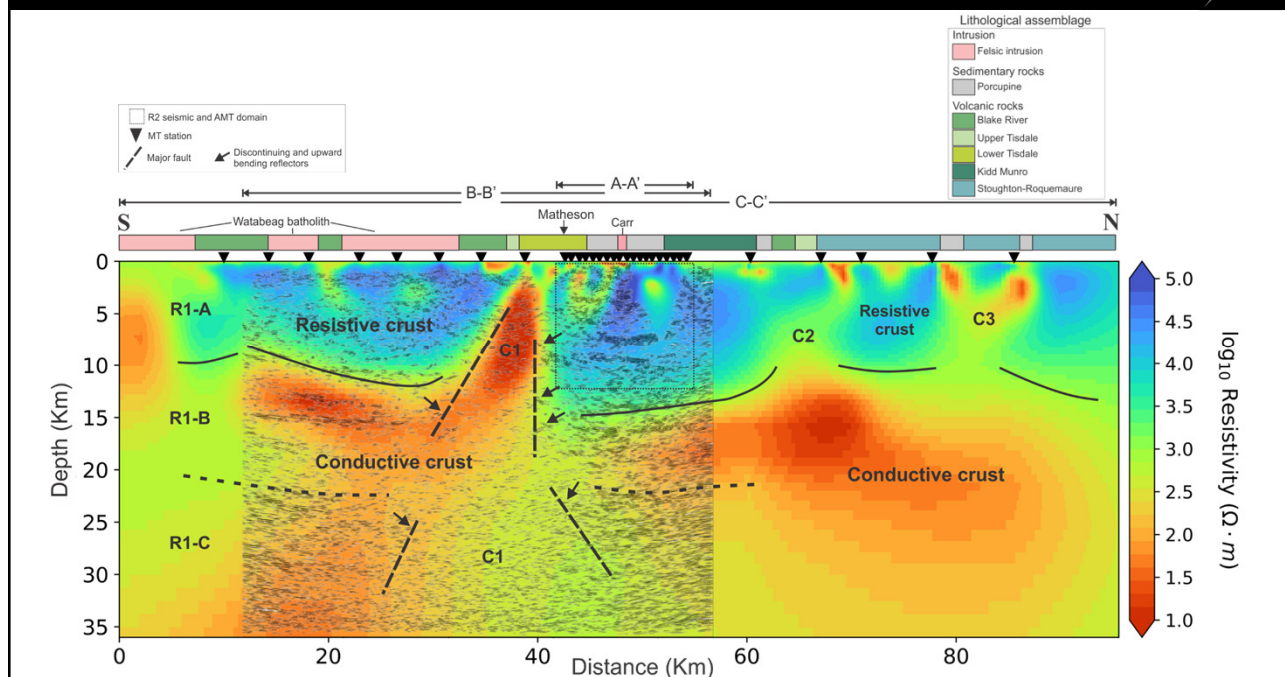 Lithological assemblage
Intrusion
Felsic intrusion
Sedimentary rocks
Porcupine
Volcanic rocks
Blake River
Upper Tisdale
Lower Tisdale
Kidd Munro
Stoughton-Roquemaure
R2 seismic and AMT domain
MT station
Major fault
Discontinuing and upward
bending reflectors
A-A'
B-B'
C-C'
S
N
Watabeag batholith
Matheson
Carr
0
5
10
15
20
25
30
35
Depth (Km)
R1-A
R1-B
R1-C
Resistive crust
C1
Conductive crust
C1
C2
Resistive
crust
C3
Conductive crust
0
20
40
60
80
Distance (Km)
5.0
4.5
4.0
3.5
3.0
2.5
2.0
1.5
1.0
log10 Resistivity (Ω · m)